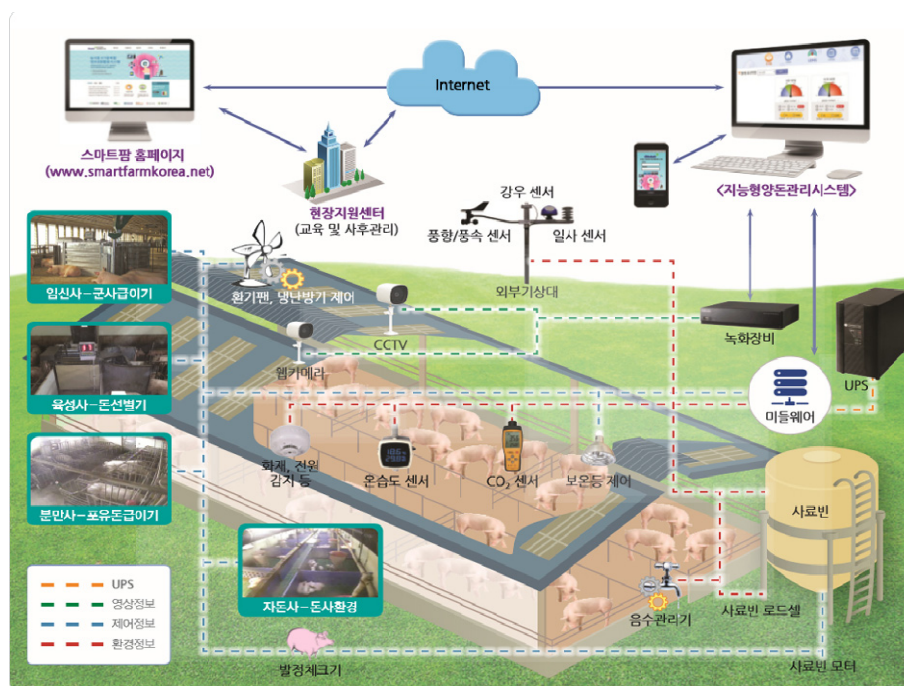 Internet
스마트팜 홈페이지
(www.smartfarmkorea.net)
현장지원센터
(교육 및 사후관리)
<지능형양돈관리시스템>
강우 센서
풍향/풍속 센서
일사 센서
외부기상대
임신사-군사급이기
환기팬, 냉난방기 제어
CCTV
웹카메라
녹화장비
UPS
미들웨어
육성사-돈선별기
화재, 전원
감지 등
온습도 센서
CO₂ 센서
보온등 제어
분만사-포유돈급이기
사료빈
자돈사-돈사환경
음수관리기
사료빈 로드셀
사료빈 모터
발정체크기
UPS
영상정보
제어정보
환경정보